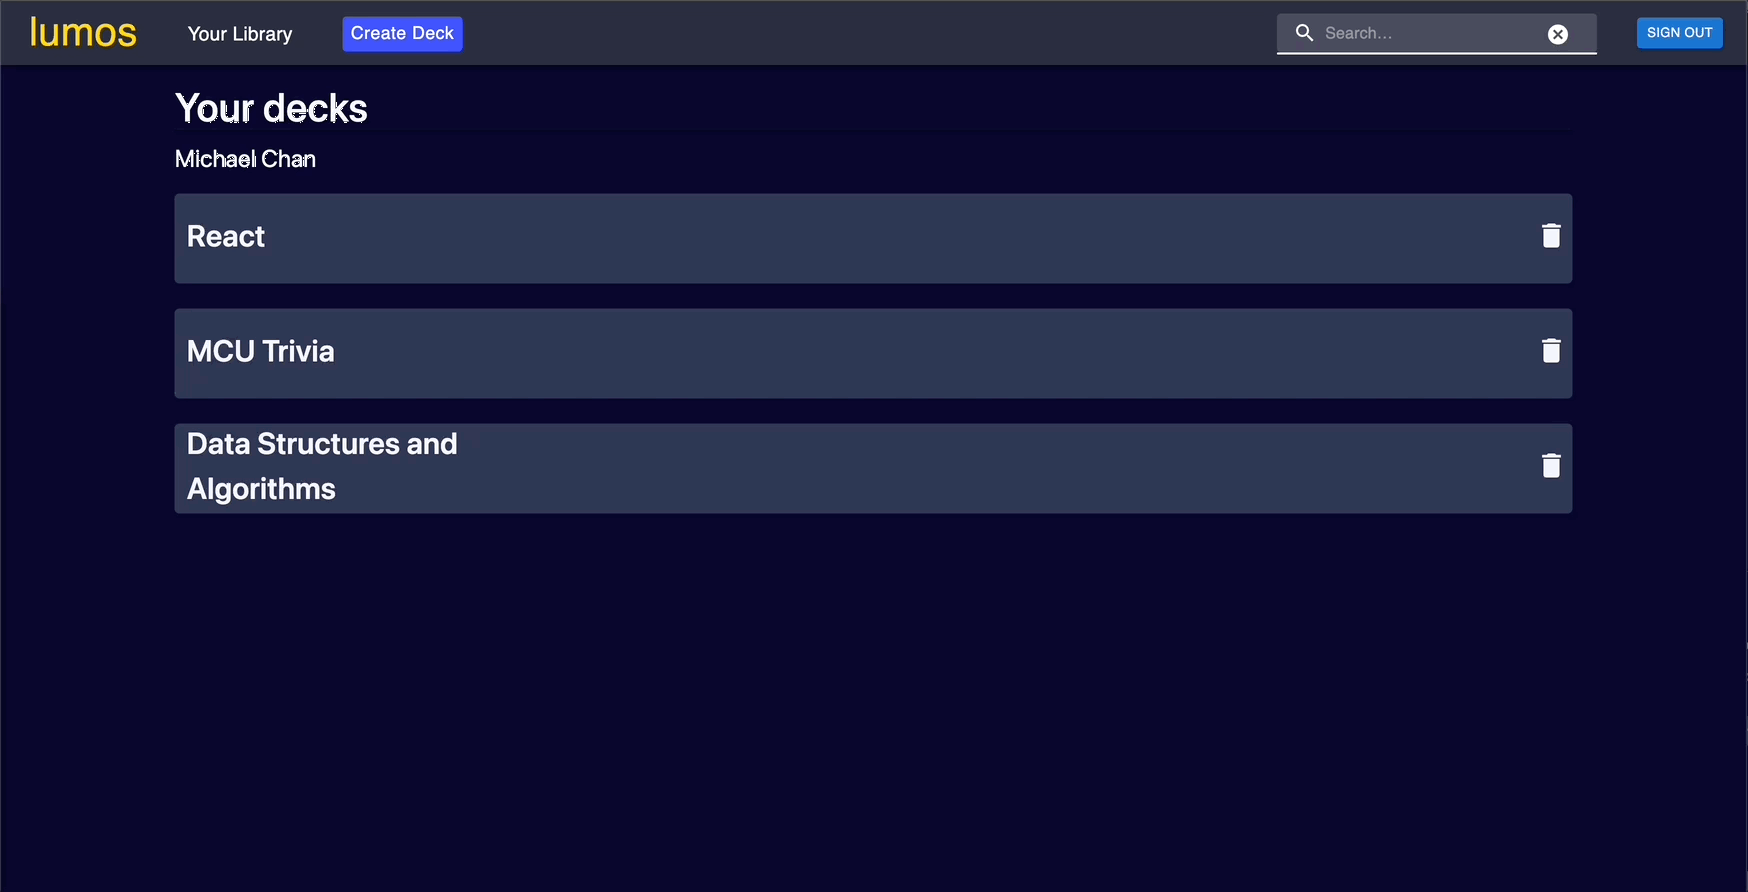 lumos
Your Library
Create Deck
Search...
SIGN OUT
Your decks
Michael Chan
React
MCU Trivia
Data Structures and
Algorithms